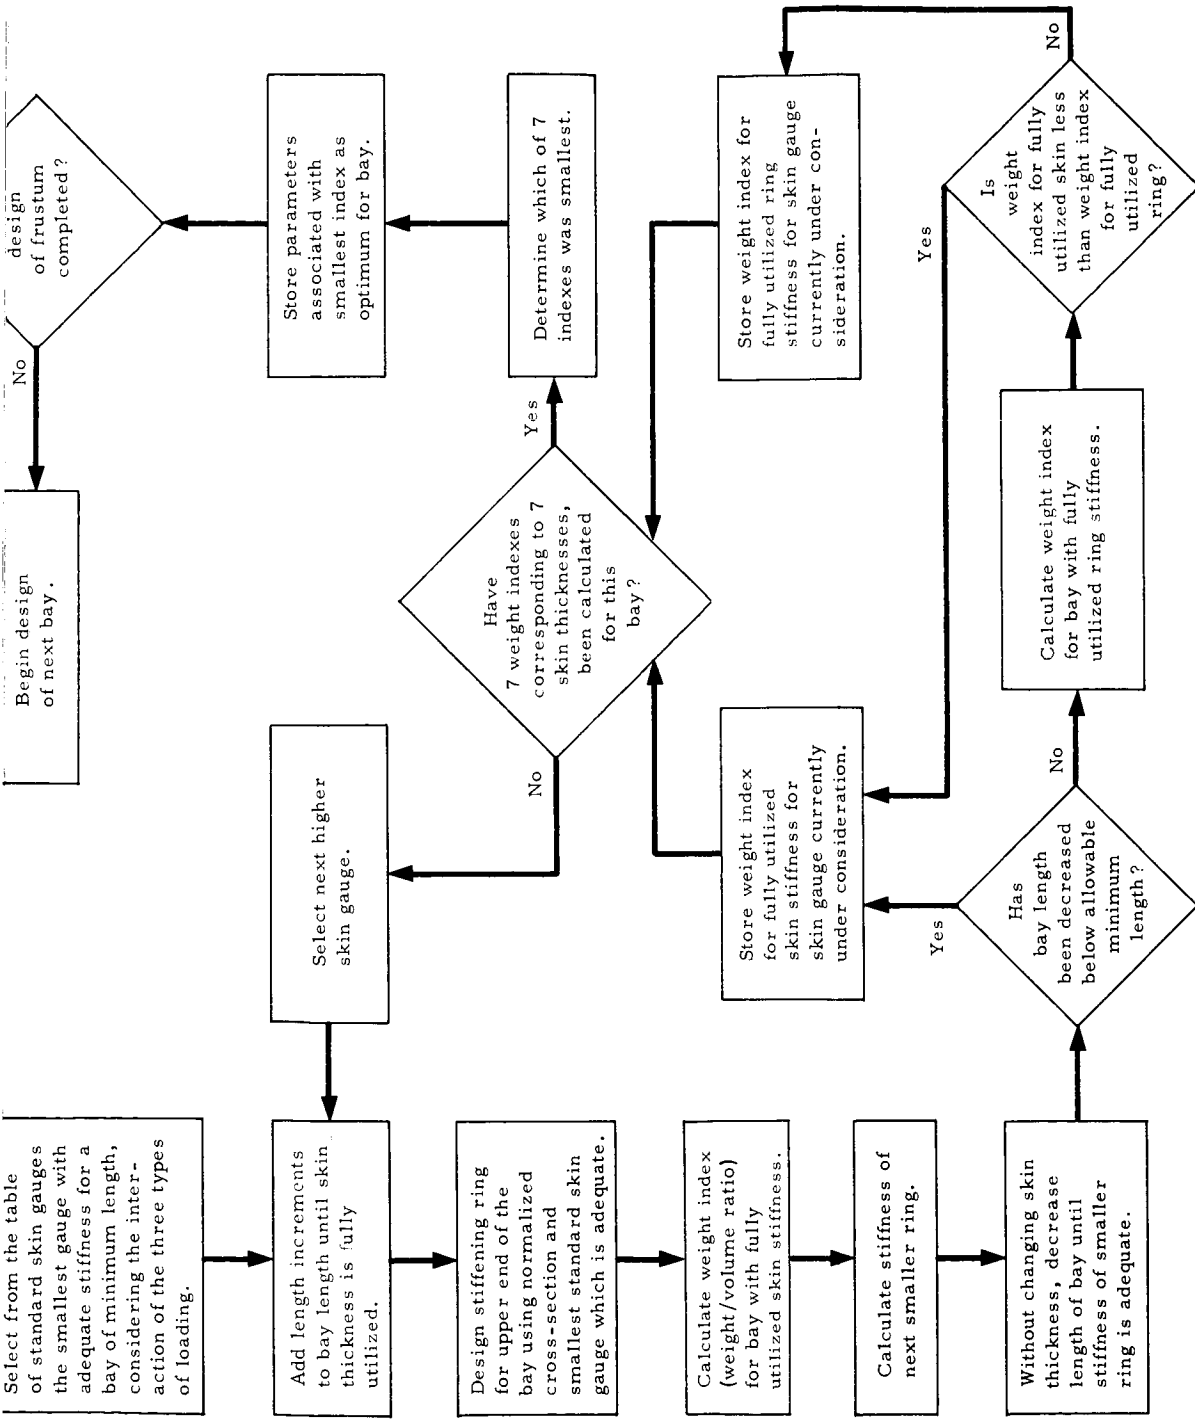 Select from the table
of standard skin gauges
the smallest gauge with
adequate stiffness for a
bay of minimum length,
considering the inter-
action of the three types
of loading.
Add length increments
to bay length until skin
thickness is fully
utilized.
Design stiffening ring
for upper end of the
bay using normalized
cross-section and
smallest standard skin
gauge which is adequate.
Calculate weight index
(weight/volume ratio)
for bay with fully
utilized skin stiffness.
Calculate stiffness of
next smaller ring.
Without changing skin
thickness, decrease
length of bay until
stiffness of smaller
ring is adequate.
Has
bay length
been decreased
below allowable
minimum
length?
Yes
No
Store weight index
for fully utilized
skin stiffness for
skin gauge currently
under consideration.
Calculate weight index
for bay with fully
utilized ring stiffness.
Is
weight
index for fully
utilized skin less
than weight index
for fully
utilized
ring?
Yes
No
Store weight index for
fully utilized ring
stiffness for skin gauge
currently under con-
sideration.
Have
7 weight indexes
corresponding to 7
skin thicknesses,
been calculated
for this
bay?
No
Yes
Select next higher
skin gauge.
Determine which of 7
indexes was smallest.
Store parameters
associated with
smallest index as
optimum for bay.
design
of frustum
completed?
No
Begin design
of next bay.